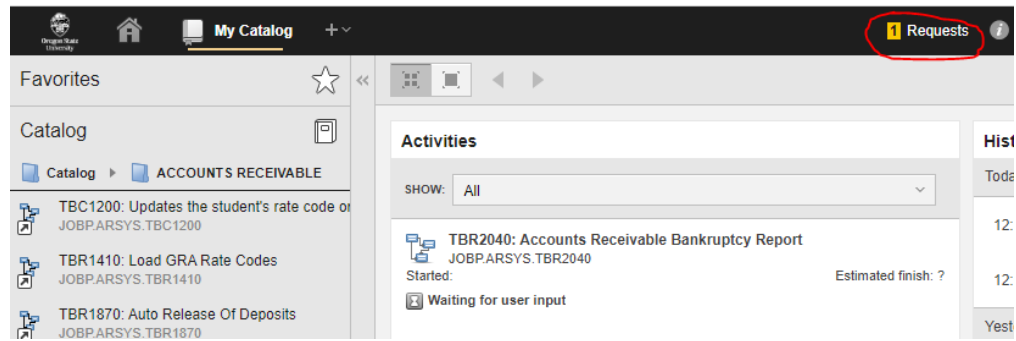 Oregon State
University
My Catalog
1 Requests
Favorites
Catalog
Catalog ACCOUNTS RECEIVABLE
TBC1200: Updates the student's rate code or
JOBP.ARSYS.TBC1200
TBR1410: Load GRA Rate Codes
JOBP.ARSYS.TBR1410
TBR1870: Auto Release Of Deposits
JOBP.ARSYS.TBR1870
Activities
SHOW: All
TBR2040: Accounts Receivable Bankruptcy Report
JOBP.ARSYS.TBR2040
Started: Estimated finish: ?
Waiting for user input
Hist
Toda
12:
12:
Yest